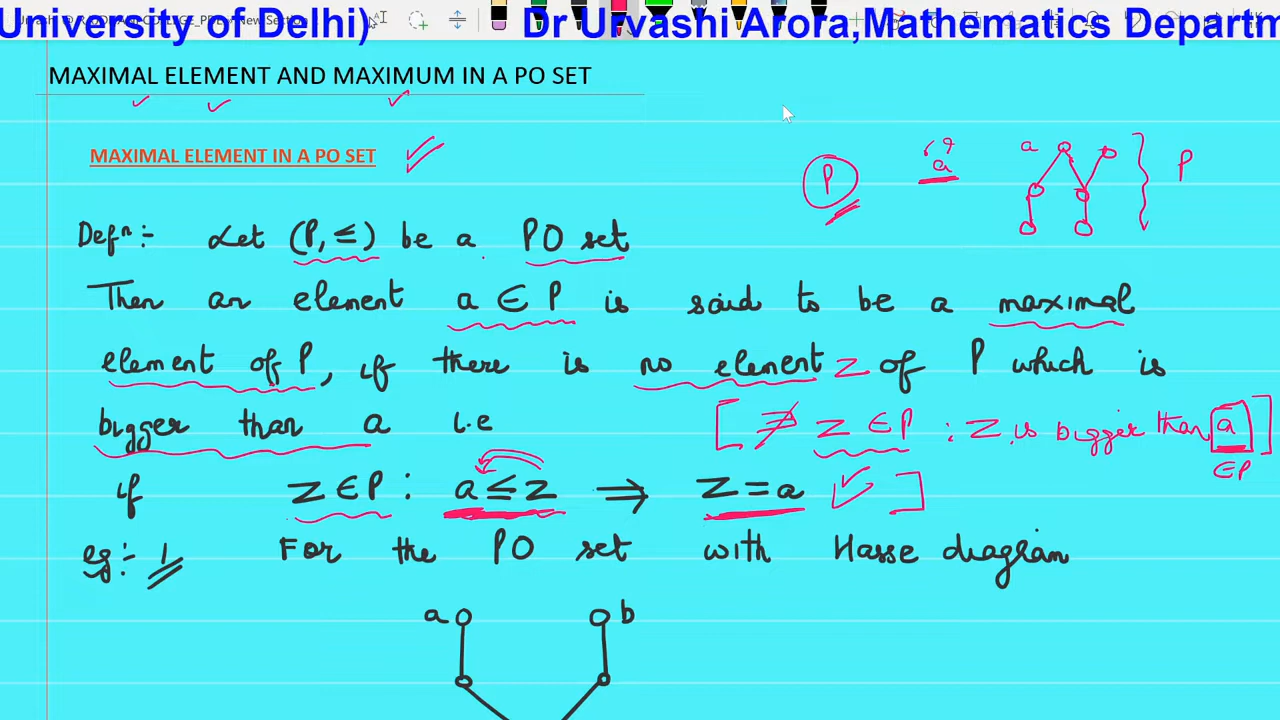 University of Delhi) Dr Urvashi Arora,Mathematics Departm
MAXIMAL ELEMENT AND MAXIMUM IN A PO SET
MAXIMAL ELEMENT IN A PO SET
P a a P
Defn:- Let (P, ≤) be a PO set
Then an element a ∈ P is said to be a maximal
element of P, if there is no element Z of P which is
bigger than a i.e [ ∄ Z ∈ P : Z is bigger than a ]
∈ P
if Z ∈ P : a ≤ Z ⇒ Z = a ]
eg:- 1 For the PO set with Hasse diagram
a b